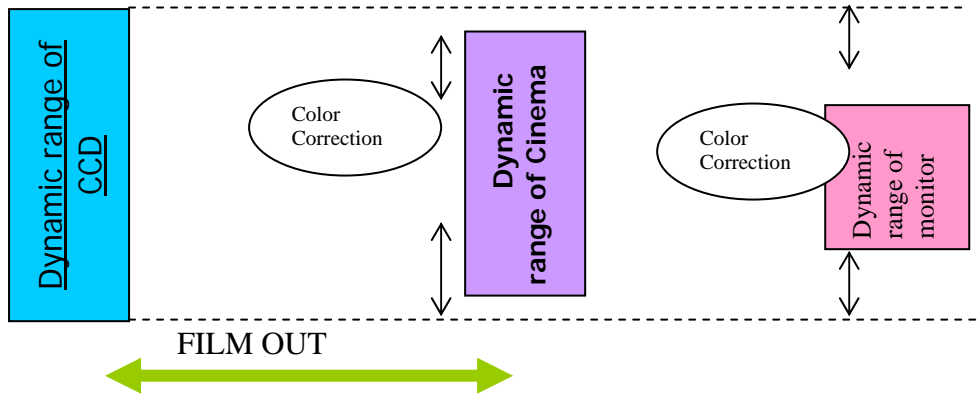 Dynamic range of
CCD
Color
Correction
Dynamic
range of Cinema
Color
Correction
Dynamic
range of
monitor
FILM OUT